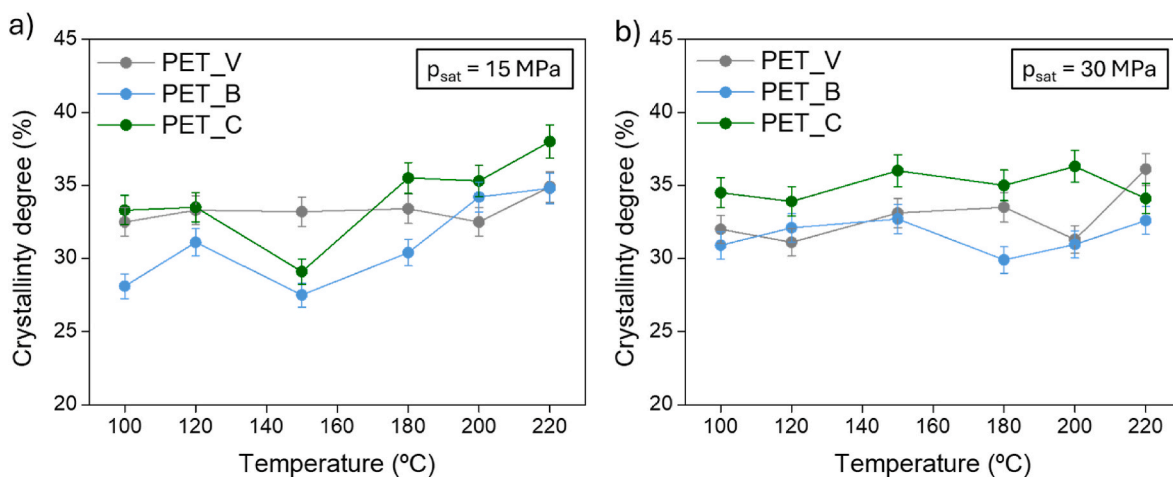 a)
45
40
35
30
25
20
Crystallinty degree (%)
PET_V
PET_B
PET_C
p_sat = 15 MPa
100 120 140 160 180 200 220
Temperature (ºC)
b)
45
40
35
30
25
20
Crystallinty degree (%)
PET_V
PET_B
PET_C
p_sat = 30 MPa
100 120 140 160 180 200 220
Temperature (ºC)